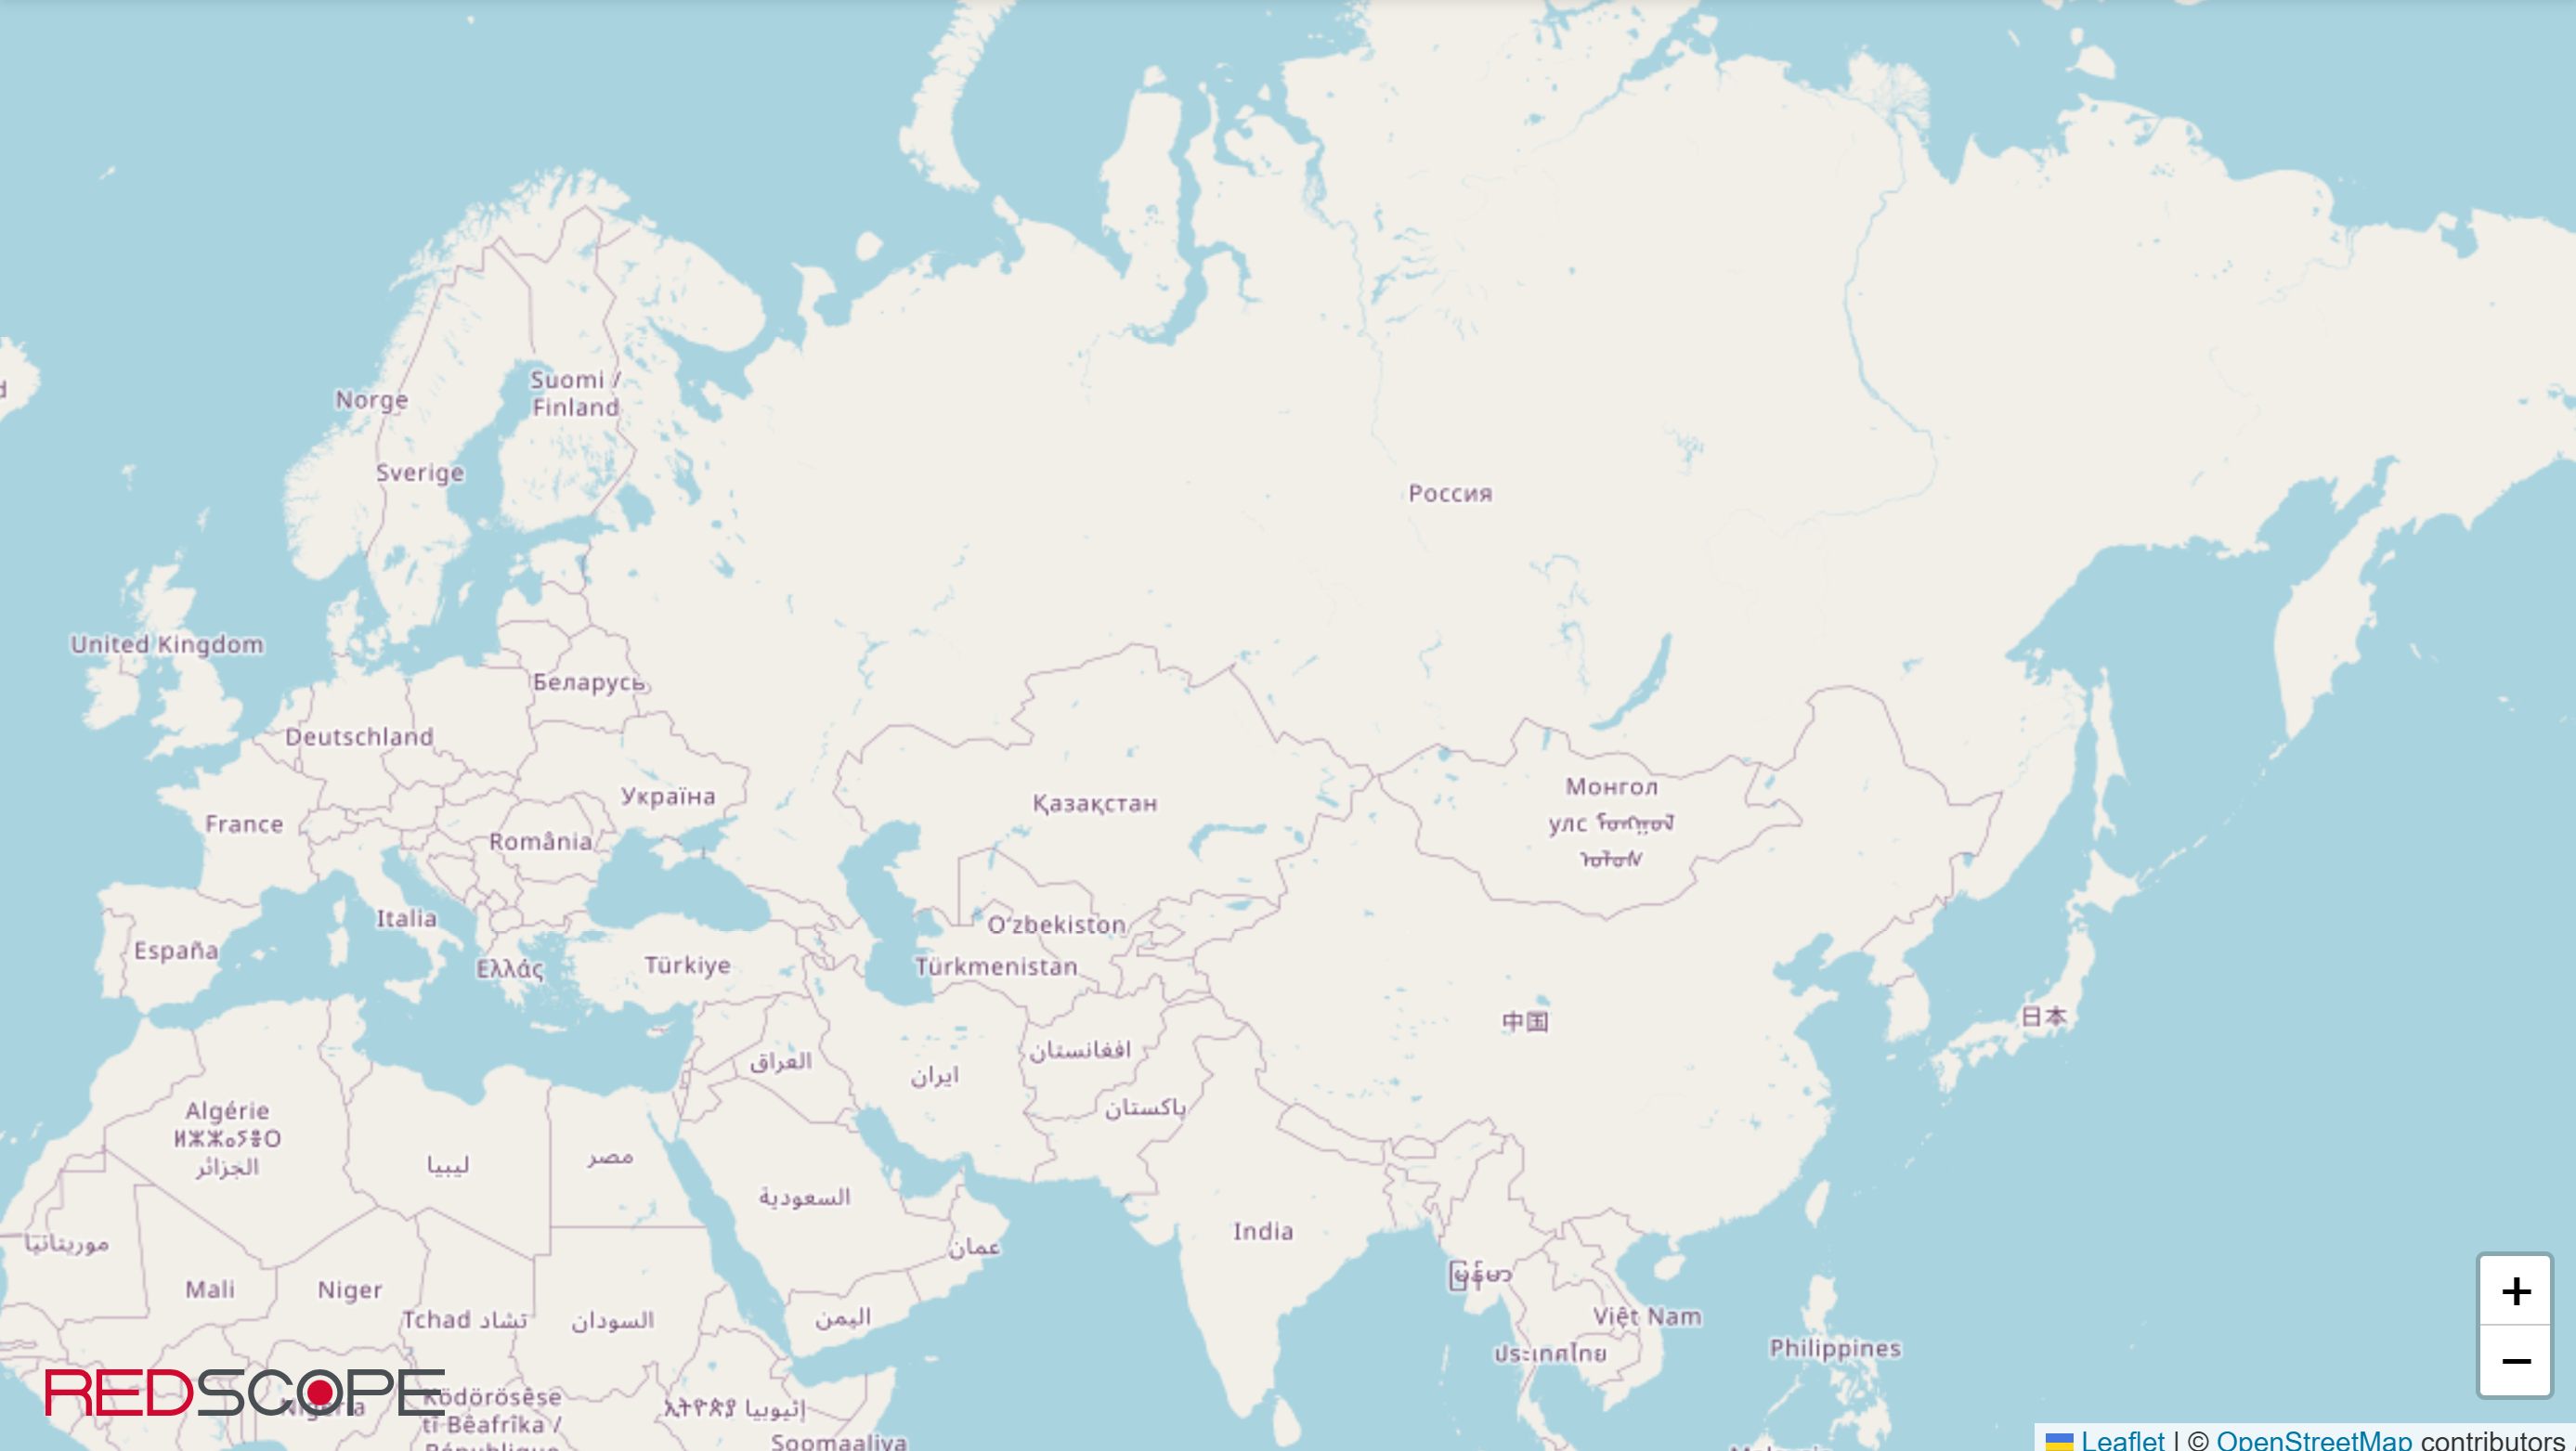 Norge
Suomi /
Finland
Sverige
Россия
United Kingdom
Беларусь
Deutschland
Україна
Қазақстан
Монгол
улс ᠮᠣᠩᠭᠣᠯ
ᠤᠯᠤᠰ
France
România
Italia
O‘zbekiston
España
Ελλάς
Türkiye
Türkmenistan
中国
日本
العراق
ایران
افغانستان
پاکستان
Algérie
ⵍⵣⵣⴰⵢⴻⵔ
الجزائر
ليبيا
مصر
السعودية
موريتانيا
عمان
India
Mali
Niger
မြန်မာ
Tchad تشاد
السودان
اليمن
Việt Nam
ประเทศไทย
Philippines
REDSCOPE
Nigeria
Ködörösêse
tî Bêafrîka /
République
ኢትዮጵያ إثيوبيا
Soomaaliya
+
−
Leaflet | © OpenStreetMap contributors